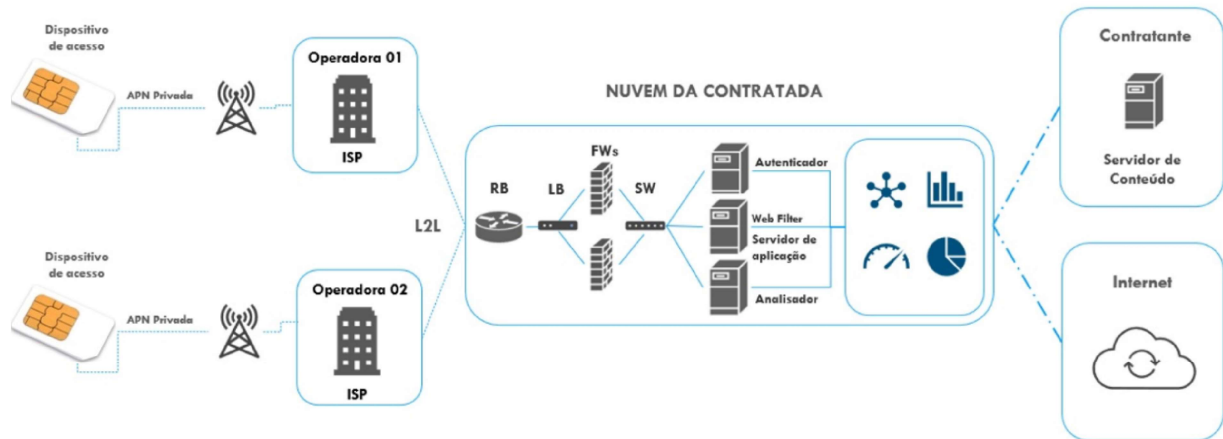 Dispositivo
de acesso
APN Privada
Operadora 01
ISP
Dispositivo
de acesso
APN Privada
Operadora 02
ISP
L2L
NUVEM DA CONTRATADA
RB
LB
FWs
SW
Autenticador
Web Filter
Servidor de
aplicação
Analisador
Contratante
Servidor de
Conteúdo
Internet